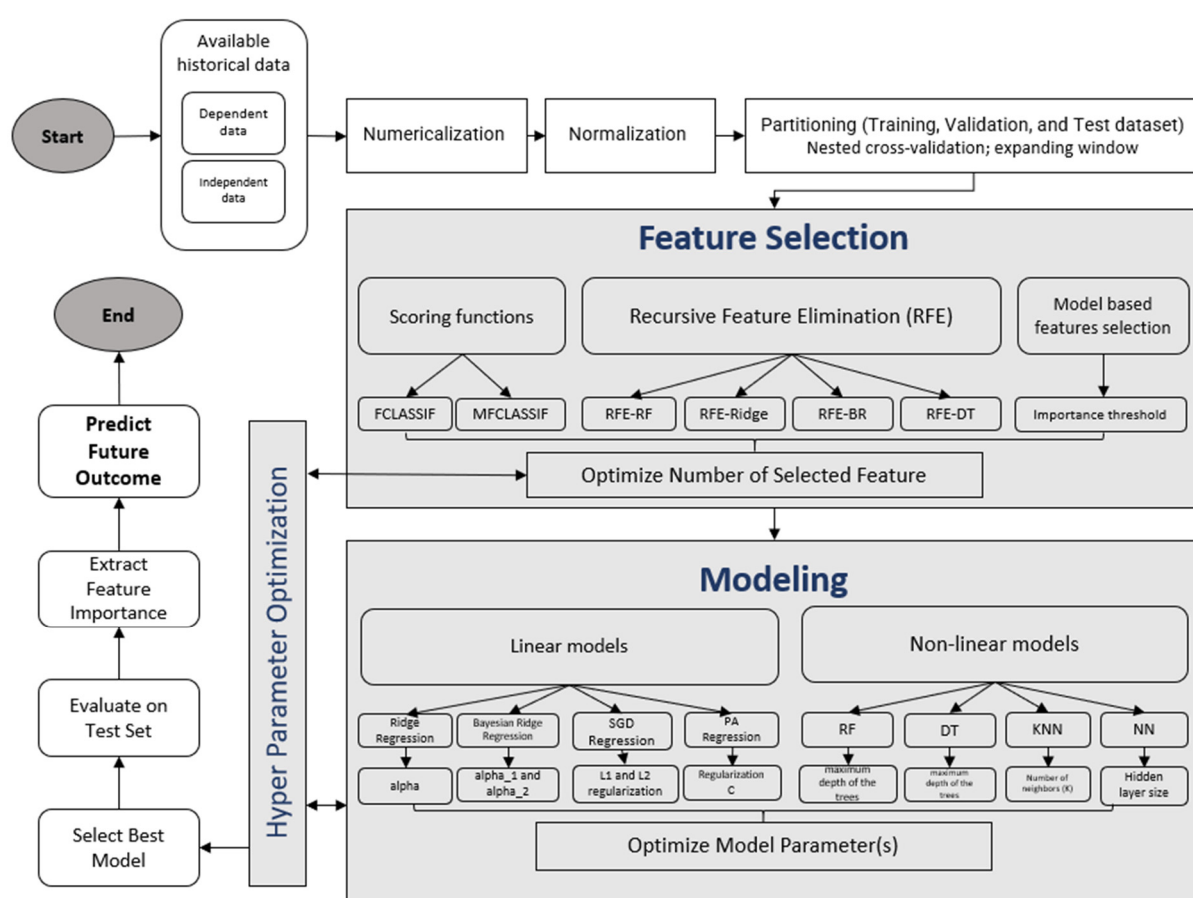 Start
Available
historical data
Dependent
data
Independent
data
Numericalization
Normalization
Partitioning (Training, Validation, and Test dataset)
Nested cross-validation; expanding window
Feature Selection
Scoring functions
Recursive Feature Elimination (RFE)
Model based
features selection
FCLASSIF
MFCLASSIF
RFE-RF
RFE-Ridge
RFE-BR
RFE-DT
Importance threshold
Optimize Number of Selected Feature
Hyper Parameter Optimization
Modeling
Linear models
Non-linear models
Ridge
Regression
Bayesian Ridge
Regression
SGD
Regression
PA
Regression
RF
DT
KNN
NN
alpha
alpha_1 and
alpha_2
L1 and L2
regularization
Regularization
C
maximum
depth of the
trees
maximum
depth of the
trees
Number of
neighbors (K)
Hidden
layer size
Optimize Model Parameter(s)
Select Best
Model
Evaluate on
Test Set
Extract
Feature
Importance
Predict
Future
Outcome
End